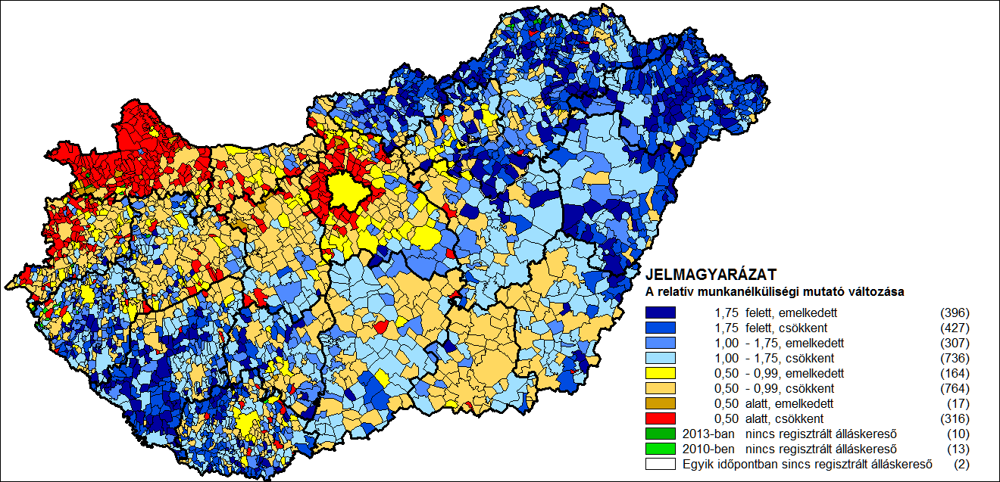 JELMAGYARÁZAT
A relatív munkanélküliségi mutató változása
1,75 felett, emelkedett (396)
1,75 felett, csökkent (427)
1,00 - 1,75, emelkedett (307)
1,00 - 1,75, csökkent (736)
0,50 - 0,99, emelkedett (164)
0,50 - 0,99, csökkent (764)
0,50 alatt, emelkedett (17)
0,50 alatt, csökkent (316)
2013-ban nincs regisztrált álláskereső (10)
2010-ben nincs regisztrált álláskereső (13)
Egyik időpontban sincs regisztrált álláskereső (2)